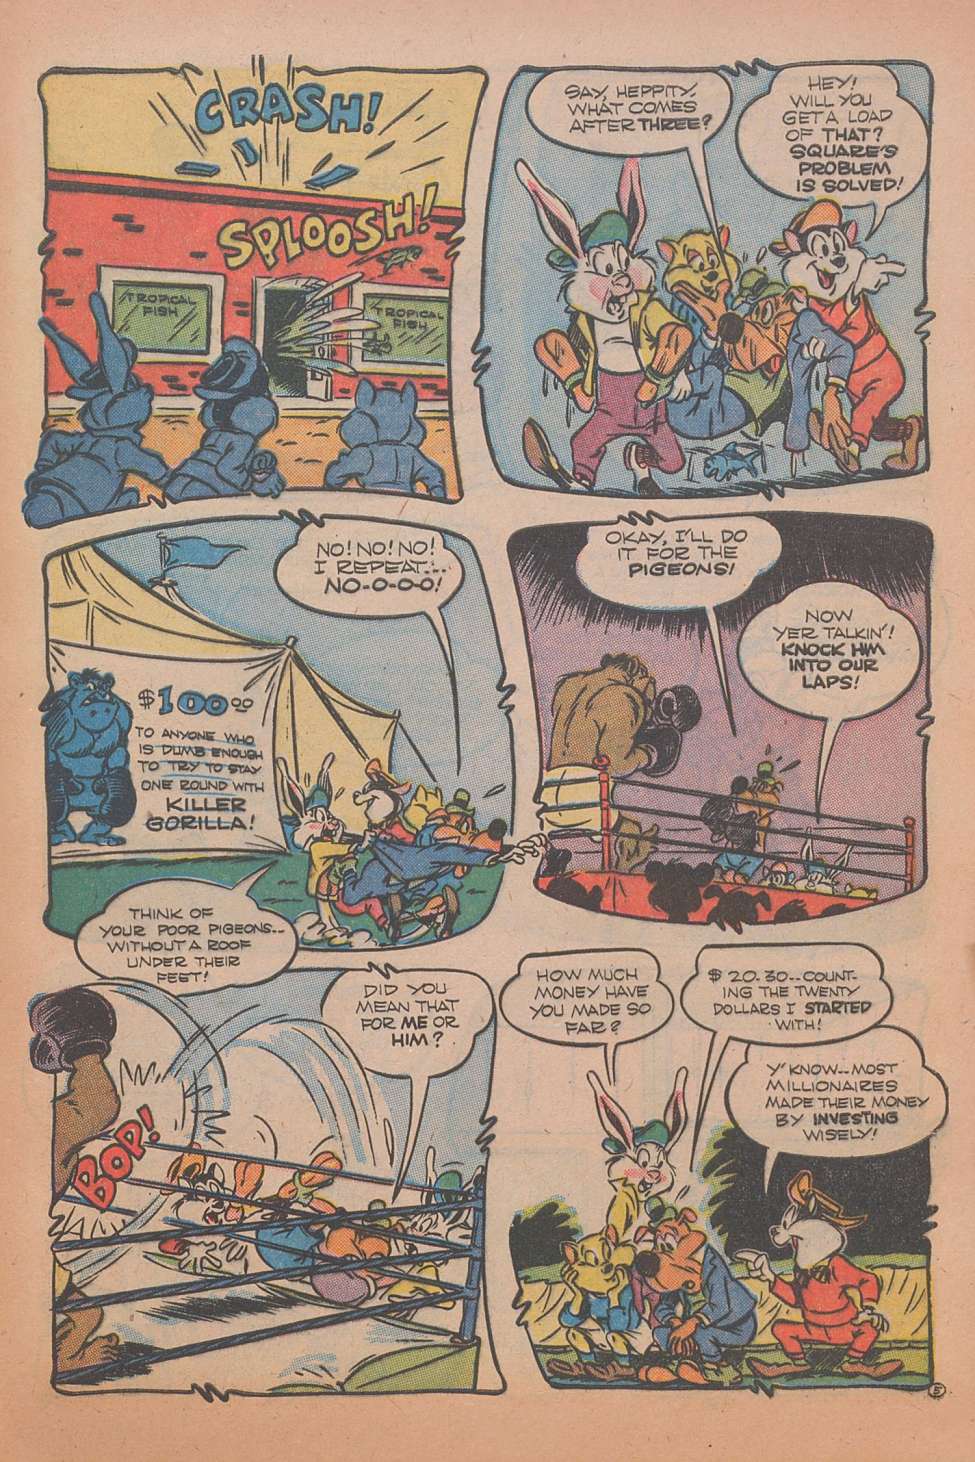 CRASH!
SPLOOSH!
TROPICAL
FISH
TROPICAL
FISH
SAY, HEPPITY,
WHAT COMES
AFTER THREE?
HEY!
WILL YOU
GET A LOAD
OF THAT?
SQUARE'S
PROBLEM
IS SOLVED!
NO! NO! NO!
I REPEAT...
NO-O-O-O!
$100.00
TO ANYONE WHO
IS DUMB ENOUGH
TO TRY TO STAY
ONE ROUND WITH
KILLER
GORILLA!
THINK OF
YOUR POOR PIGEONS--
WITHOUT A ROOF
UNDER THEIR
FEET!
OKAY, I'LL DO
IT FOR THE
PIGEONS!
NOW
YER TALKIN'!
KNOCK HIM
INTO OUR
LAPS!
BOP!
DID YOU
MEAN THAT
FOR ME OR
HIM?
HOW MUCH
MONEY HAVE
YOU MADE SO
FAR?
$20.30--COUNT-
ING THE TWENTY
DOLLARS I STARTED
WITH!
Y'KNOW--MOST
MILLIONAIRES
MADE THEIR MONEY
BY INVESTING
WISELY!
5